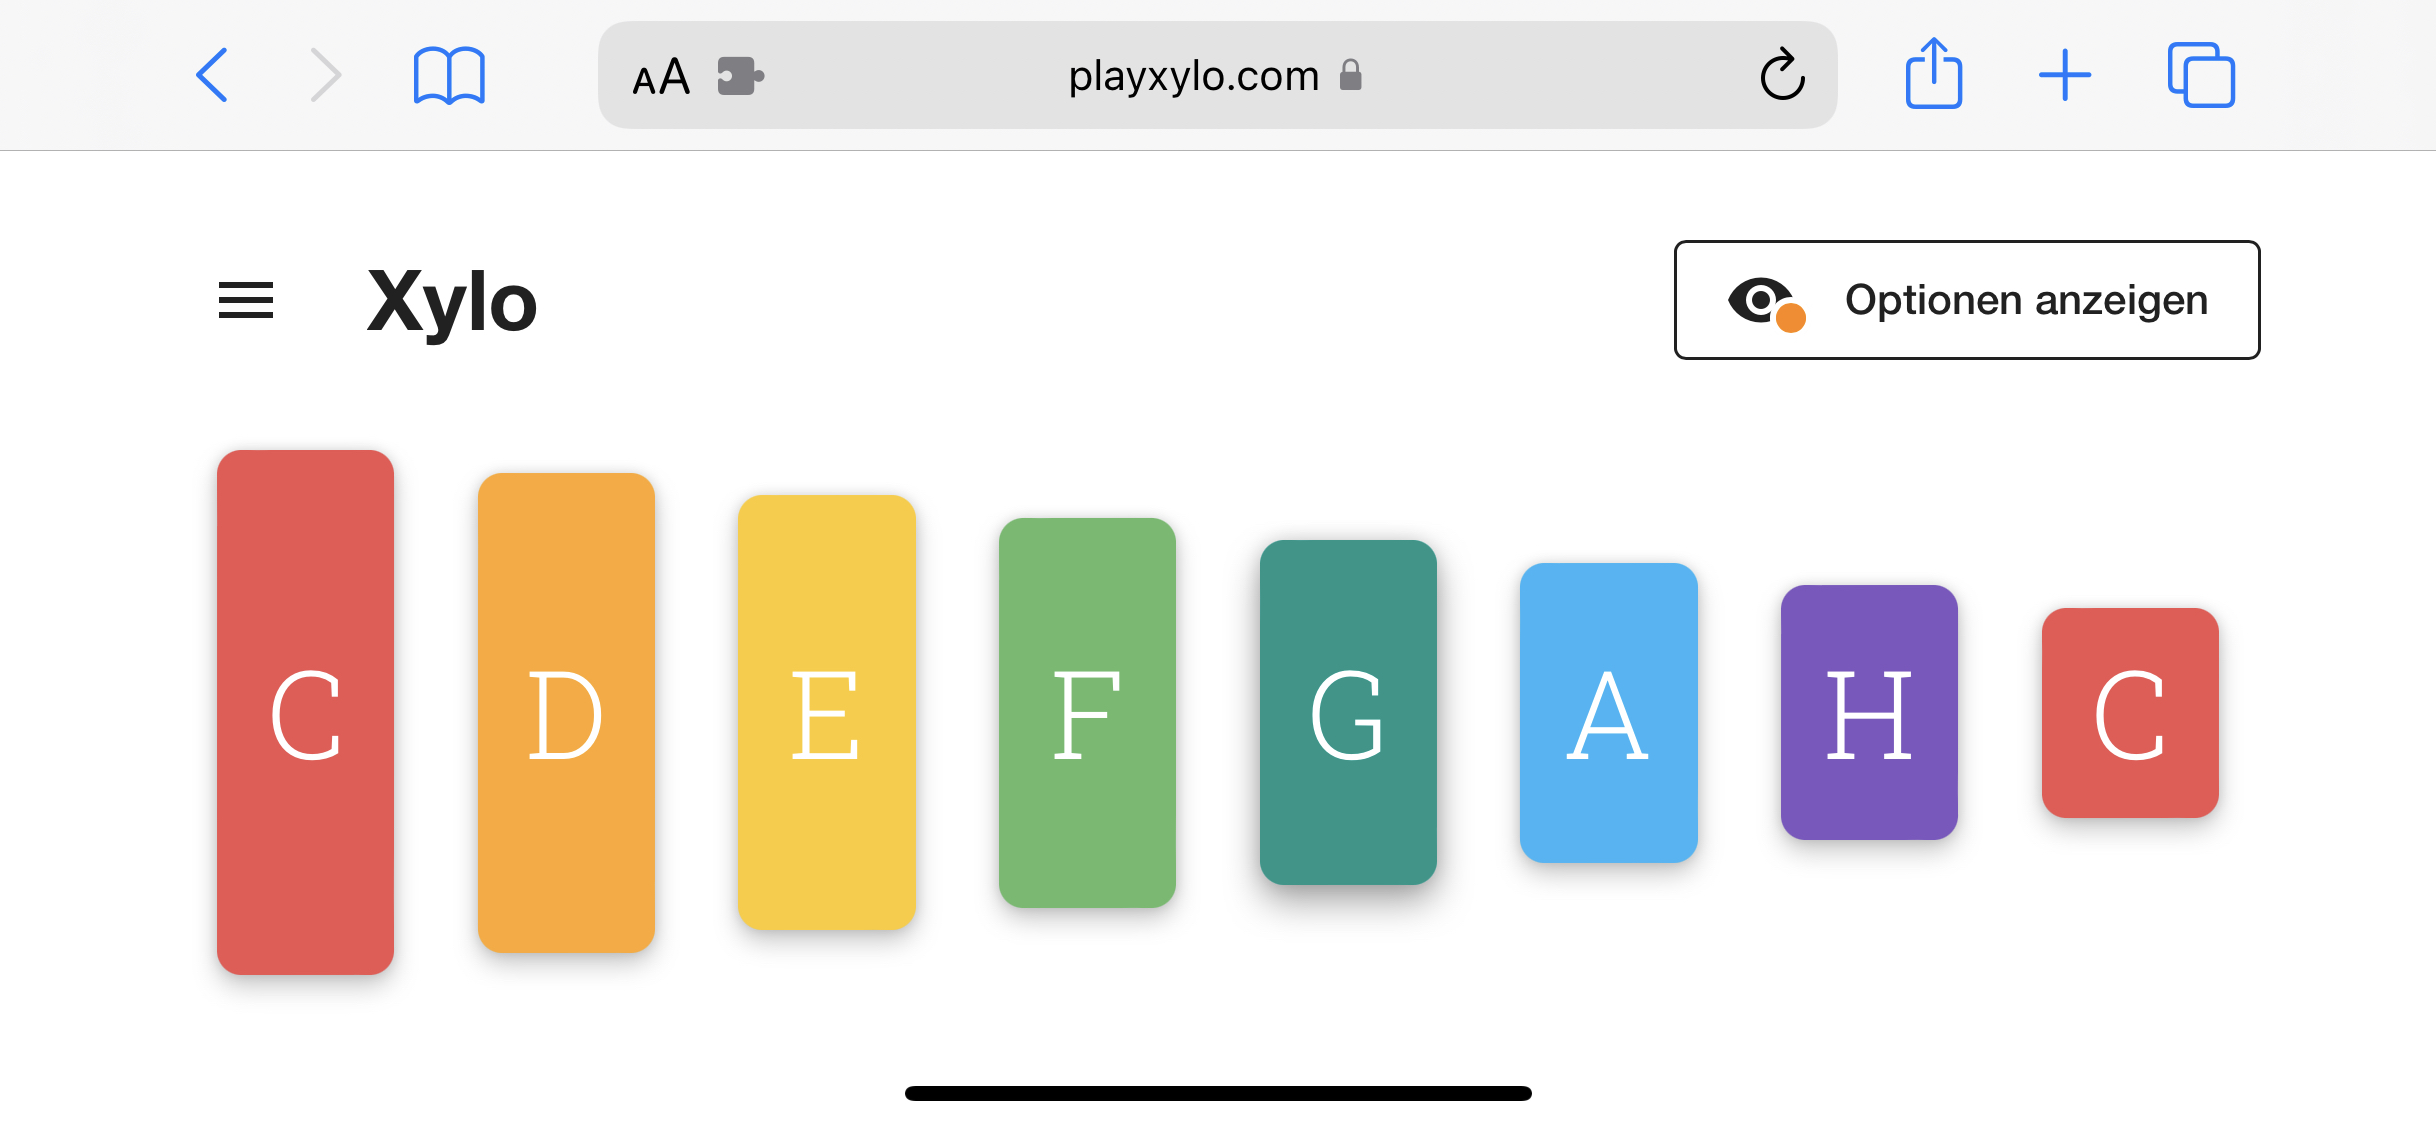 AA playxylo.com
Xylo Optionen anzeigen
C D E F G A H C